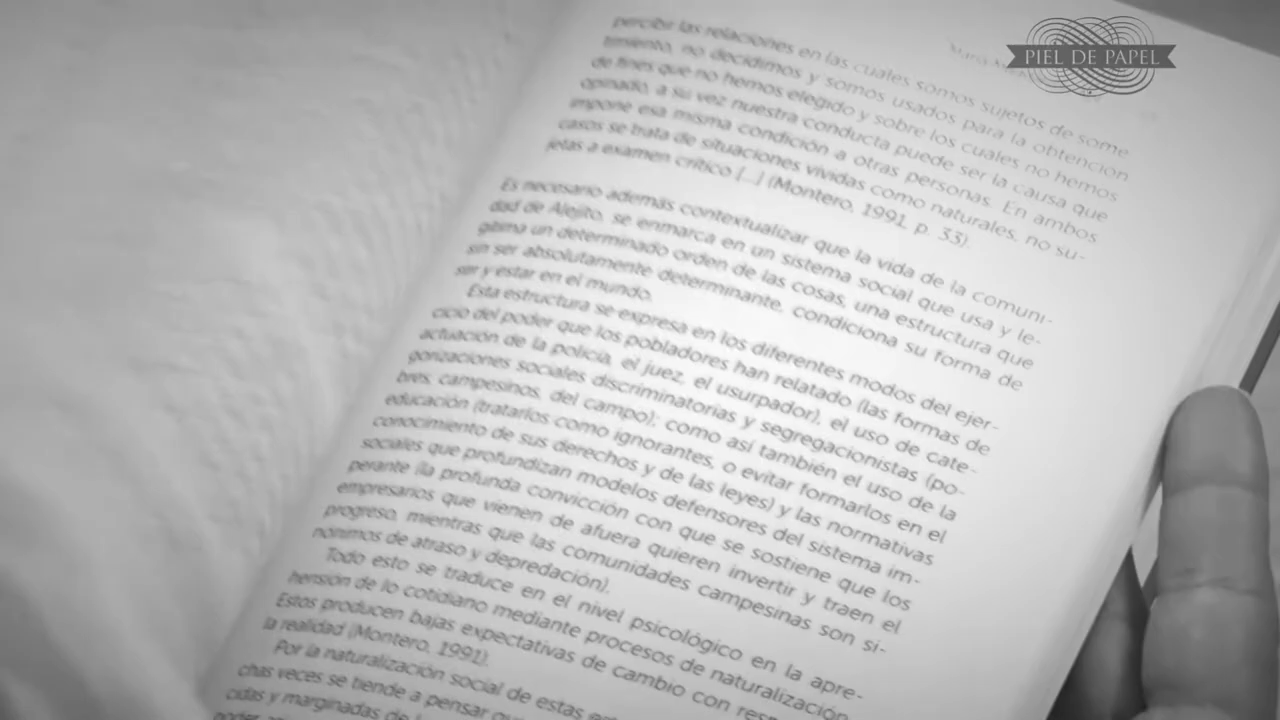 PIEL DE PAPEL
percibir las relaciones en las cuales somos sujetos de some
timiento, no decidimos y somos usados para la obtención
de fines que no hemos elegido y sobre los cuales no hemos
opinado, a su vez nuestra conducta puede ser la causa que
impone esa misma condición a otras personas. En ambos
casos se trata de situaciones vividas como naturales, no su-
jetas a examen crítico [...] (Montero, 1991, p. 33).
Es necesario además contextualizar que la vida de la comuni-
dad de Alejito, se enmarca en un sistema social que usa y le-
gitima un determinado orden de las cosas, una estructura que
sin ser absolutamente determinante, condiciona su forma de
ser y estar en el mundo.
Esta estructura se expresa en los diferentes modos del ejer-
cicio del poder que los pobladores han relatado (las formas de
actuación de la policía, el juez, el usurpador), el uso de cate-
gorizaciones sociales discriminatorias y segregacionistas (po-
bres, campesinos, del campo); como así también el uso de la
educación (tratarlos como ignorantes, o evitar formarlos en el
conocimiento de sus derechos y de las leyes) y las normativas
sociales que profundizan modelos defensores del sistema im-
perante (la profunda convicción con que se sostiene que los
empresarios que vienen de afuera quieren invertir y traen el
progreso, mientras que las comunidades campesinas son si-
nónimos de atraso y depredación).
Todo esto se traduce en el nivel psicológico en la apre-
hensión de lo cotidiano mediante procesos de naturalización.
Estos producen bajas expectativas de cambio con
la realidad (Montero, 1991).
Por la naturalización social de estas
chas veces se tiende a pensar
cidas y marginadas de